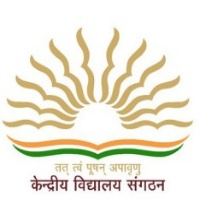 तत् त्वं पूषन् अपावृणु
केन्द्रीय विद्यालय संगठन